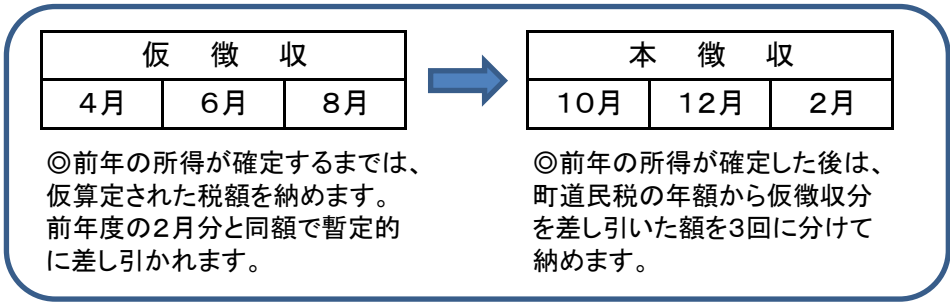 仮 徴 収
4月 6月 8月
◎前年の所得が確定するまでは、
仮算定された税額を納めます。
前年度の2月分と同額で暫定的
に差し引かれます。
本 徴 収
10月 12月 2月
◎前年の所得が確定した後は、
町道民税の年額から仮徴収分
を差し引いた額を3回に分けて
納めます。